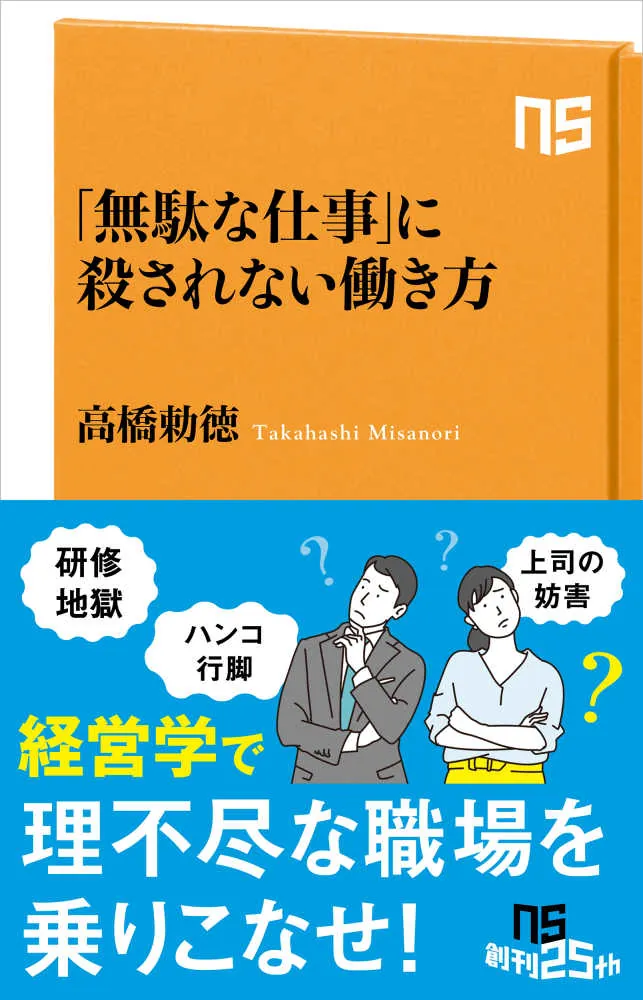 ns
「無駄な仕事」に
殺されない働き方
高橋勅徳 Takahashi Misanori
研修
地獄
ハンコ
行脚
上司の
妨害
?
?
?
経営学で
理不尽な職場を
乗りこなせ!
ns
創刊25th